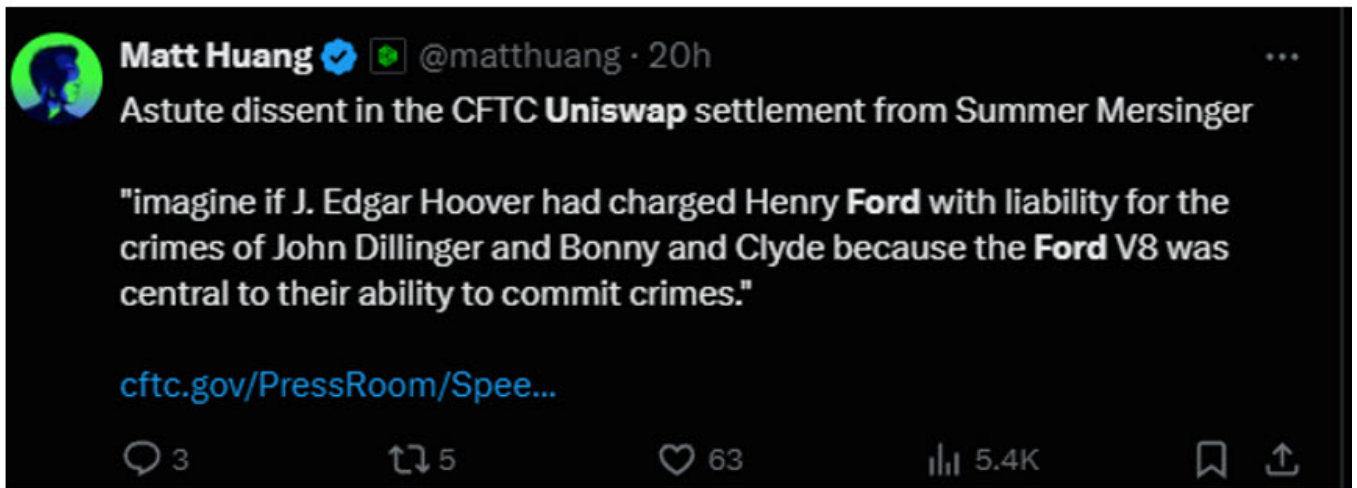 Matt Huang @matthuang · 20h
Astute dissent in the CFTC Uniswap settlement from Summer Mersinger
"imagine if J. Edgar Hoover had charged Henry Ford with liability for the
crimes of John Dillinger and Bonny and Clyde because the Ford V8 was
central to their ability to commit crimes."
cftc.gov/PressRoom/Spee...
3 5 63 5.4K